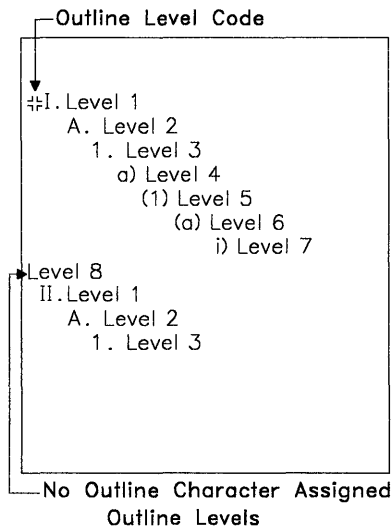 Outline Level Code
I. Level 1
A. Level 2
1. Level 3
a) Level 4
(1) Level 5
(a) Level 6
i) Level 7
Level 8
II. Level 1
A. Level 2
1. Level 3
No Outline Character Assigned
Outline Levels